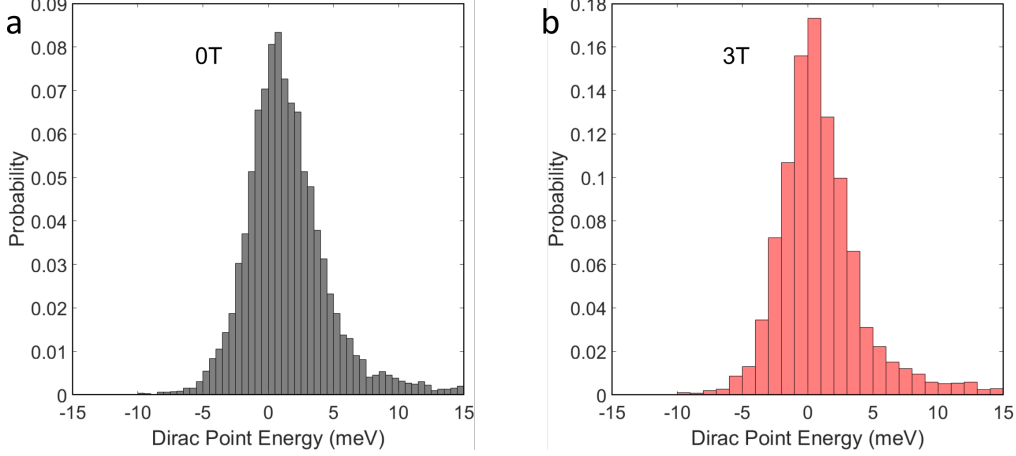 a
0T
0.09
0.08
0.07
0.06
0.05
0.04
0.03
0.02
0.01
0
Probability
-15 -10 -5 0 5 10 15
Dirac Point Energy (meV)
b
3T
0.18
0.16
0.14
0.12
0.1
0.08
0.06
0.04
0.02
0
Probability
-15 -10 -5 0 5 10 15
Dirac Point Energy (meV)